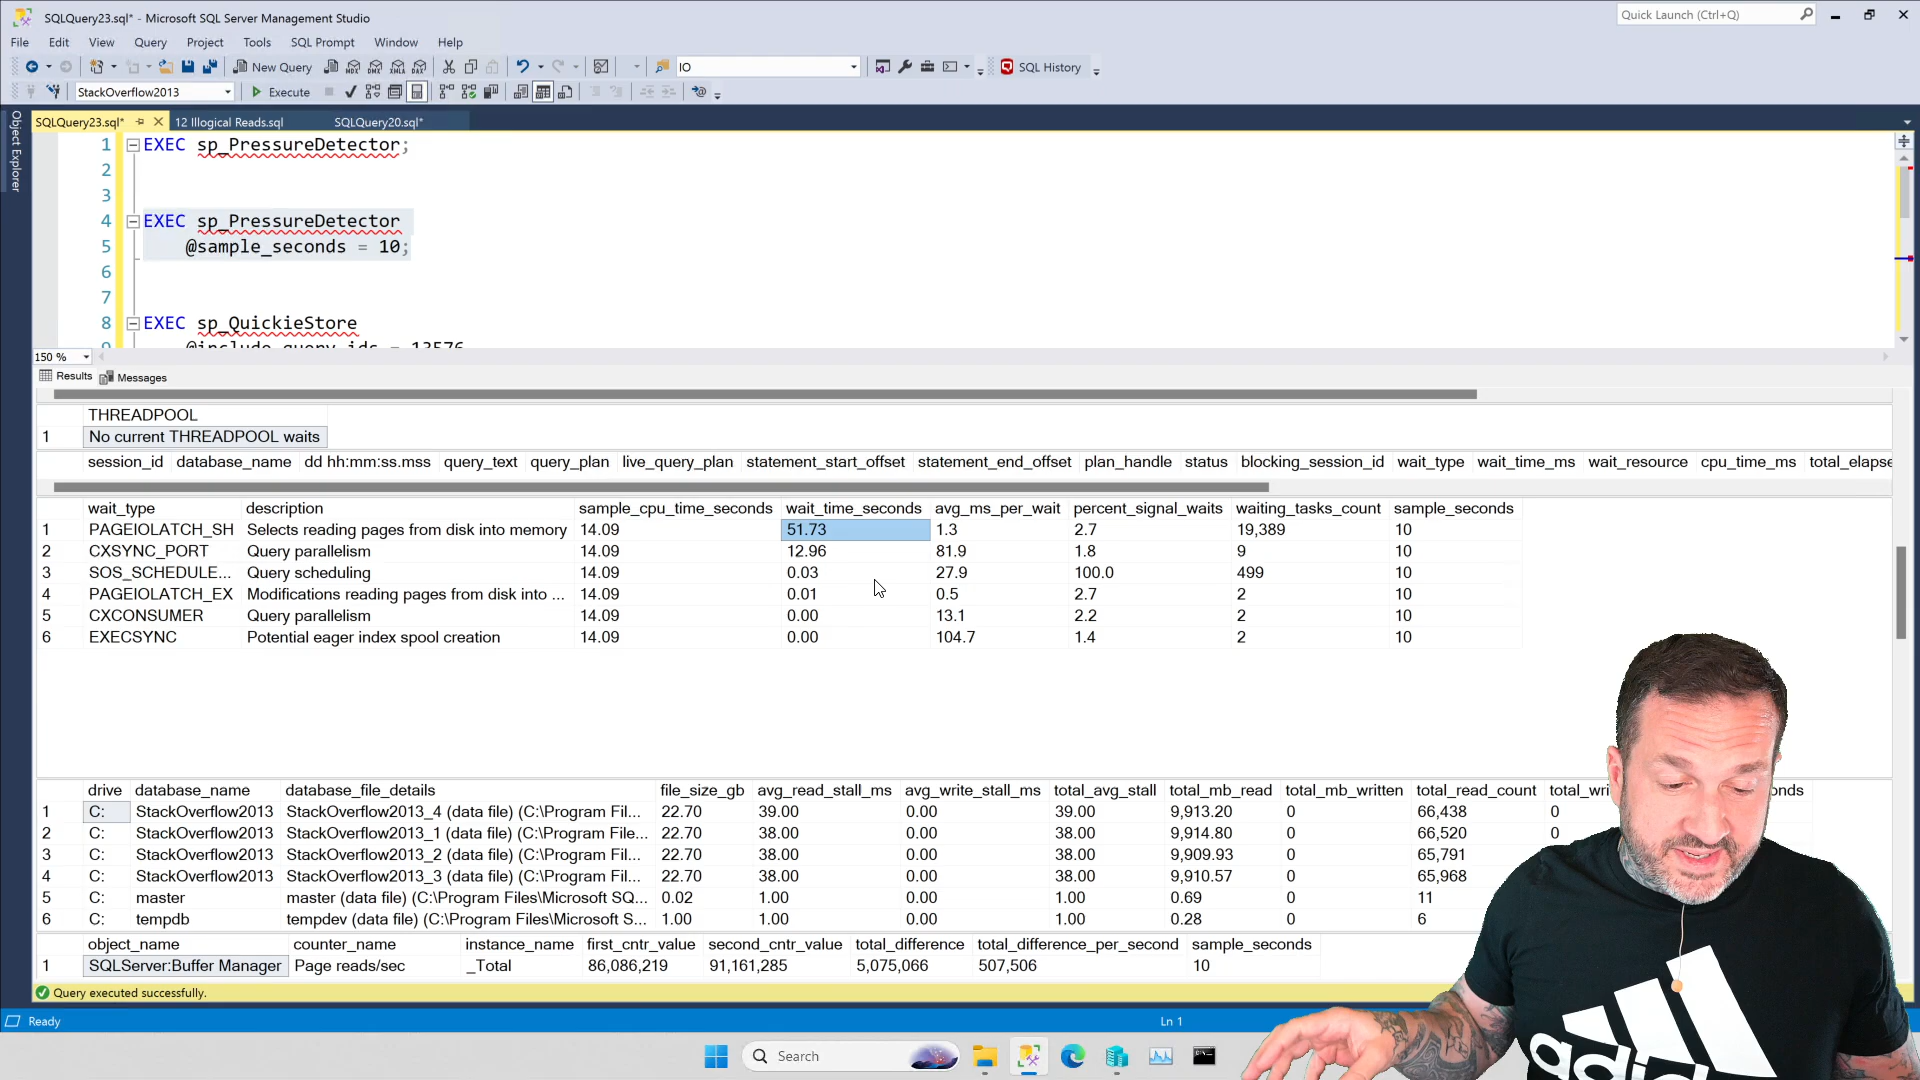 SQLQuery23.sql* - Microsoft SQL Server Management Studio
Quick Launch (Ctrl+Q)
File Edit View Query Project Tools SQL Prompt Window Help
New Query MDX DMX XMLA DAX IO SQL History
StackOverflow2013 Execute
SQLQuery23.sql* 12 Illogical Reads.sql SQLQuery20.sql*
Object Explorer
1 EXEC sp_PressureDetector;
2
3
4 EXEC sp_PressureDetector
5 @sample_seconds = 10;
6
7
8 EXEC sp_QuickieStore
9 @include_query_ids = 13576
150 %
Results Messages
THREADPOOL
1 No current THREADPOOL waits
session_id database_name dd hh:mm:ss.mss query_text query_plan live_query_plan statement_start_offset statement_end_offset plan_handle status blocking_session_id wait_type wait_time_ms wait_resource cpu_time_ms total_elapse
wait_type description sample_cpu_time_seconds wait_time_seconds avg_ms_per_wait percent_signal_waits waiting_tasks_count sample_seconds
1 PAGEIOLATCH_SH Selects reading pages from disk into memory 14.09 51.73 1.3 2.7 19,389 10
2 CXSYNC_PORT Query parallelism 14.09 12.96 81.9 1.8 9 10
3 SOS_SCHEDULE... Query scheduling 14.09 0.03 27.9 100.0 499 10
4 PAGEIOLATCH_EX Modifications reading pages from disk into ... 14.09 0.01 0.5 2.7 2 10
5 CXCONSUMER Query parallelism 14.09 0.00 13.1 2.2 2 10
6 EXECSYNC Potential eager index spool creation 14.09 0.00 104.7 1.4 2 10
drive database_name database_file_details file_size_gb avg_read_stall_ms avg_write_stall_ms total_avg_stall total_mb_read total_mb_written total_read_count total_wri onds
1 C: StackOverflow2013 StackOverflow2013_4 (data file) (C:\Program Fil... 22.70 39.00 0.00 39.00 9,913.20 0 66,438 0
2 C: StackOverflow2013 StackOverflow2013_1 (data file) (C:\Program File... 22.70 38.00 0.00 38.00 9,914.80 0 66,520 0
3 C: StackOverflow2013 StackOverflow2013_2 (data file) (C:\Program Fil... 22.70 38.00 0.00 38.00 9,909.93 0 65,791 0
4 C: StackOverflow2013 StackOverflow2013_3 (data file) (C:\Program Fil... 22.70 38.00 0.00 38.00 9,910.57 0 65,968
5 C: master master (data file) (C:\Program Files\Microsoft SQ... 0.02 1.00 0.00 1.00 0.69 0 11
6 C: tempdb tempdev (data file) (C:\Program Files\Microsoft S... 1.00 1.00 0.00 1.00 0.28 0 6
object_name counter_name instance_name first_cntr_value second_cntr_value total_difference total_difference_per_second sample_seconds
1 SQLServer:Buffer Manager Page reads/sec _Total 86,086,219 91,161,285 5,075,066 507,506 10
Query executed successfully.
Ready Ln 1
Search
adid